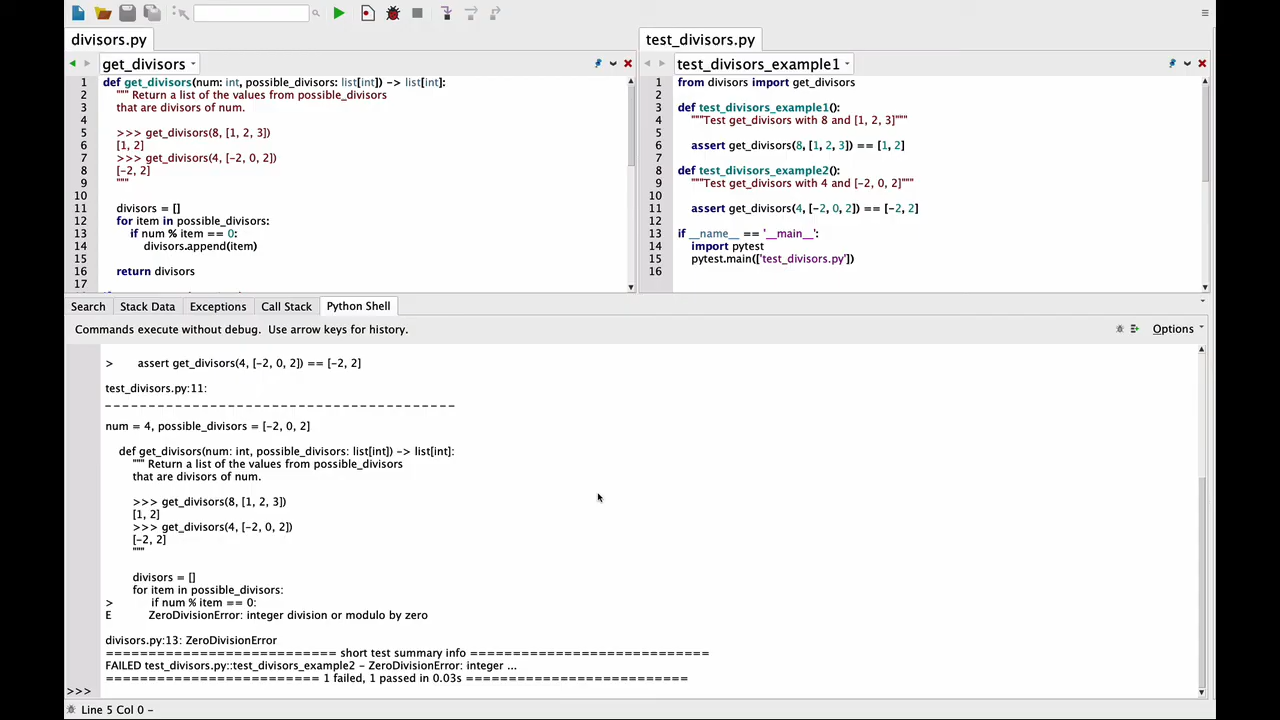 divisors.py
get_divisors
1 def get_divisors(num: int, possible_divisors: list[int]) -> list[int]:
2 """ Return a list of the values from possible_divisors
3 that are divisors of num.
4
5 >>> get_divisors(8, [1, 2, 3])
6 [1, 2]
7 >>> get_divisors(4, [-2, 0, 2])
8 [-2, 2]
9 """
10
11 divisors = []
12 for item in possible_divisors:
13 if num % item == 0:
14 divisors.append(item)
15
16 return divisors
17
test_divisors.py
test_divisors_example1
1 from divisors import get_divisors
2
3 def test_divisors_example1():
4 """Test get_divisors with 8 and [1, 2, 3]"""
5
6 assert get_divisors(8, [1, 2, 3]) == [1, 2]
7
8 def test_divisors_example2():
9 """Test get_divisors with 4 and [-2, 0, 2]"""
10
11 assert get_divisors(4, [-2, 0, 2]) == [-2, 2]
12
13 if __name__ == '__main__':
14 import pytest
15 pytest.main(['test_divisors.py'])
16
Search Stack Data Exceptions Call Stack Python Shell
Commands execute without debug. Use arrow keys for history. Options
> assert get_divisors(4, [-2, 0, 2]) == [-2, 2]
test_divisors.py:11:
_ _ _ _ _ _ _ _ _ _ _ _ _ _ _ _ _ _ _ _ _ _ _ _ _ _ _ _ _ _ _ _ _ _ _ _ _ _ _ _
num = 4, possible_divisors = [-2, 0, 2]
def get_divisors(num: int, possible_divisors: list[int]) -> list[int]:
""" Return a list of the values from possible_divisors
that are divisors of num.
>>> get_divisors(8, [1, 2, 3])
[1, 2]
>>> get_divisors(4, [-2, 0, 2])
[-2, 2]
"""
divisors = []
for item in possible_divisors:
> if num % item == 0:
E ZeroDivisionError: integer division or modulo by zero
divisors.py:13: ZeroDivisionError
=========================== short test summary info ============================
FAILED test_divisors.py::test_divisors_example2 - ZeroDivisionError: integer ...
========================= 1 failed, 1 passed in 0.03s ==========================
>>>
Line 5 Col 0 -